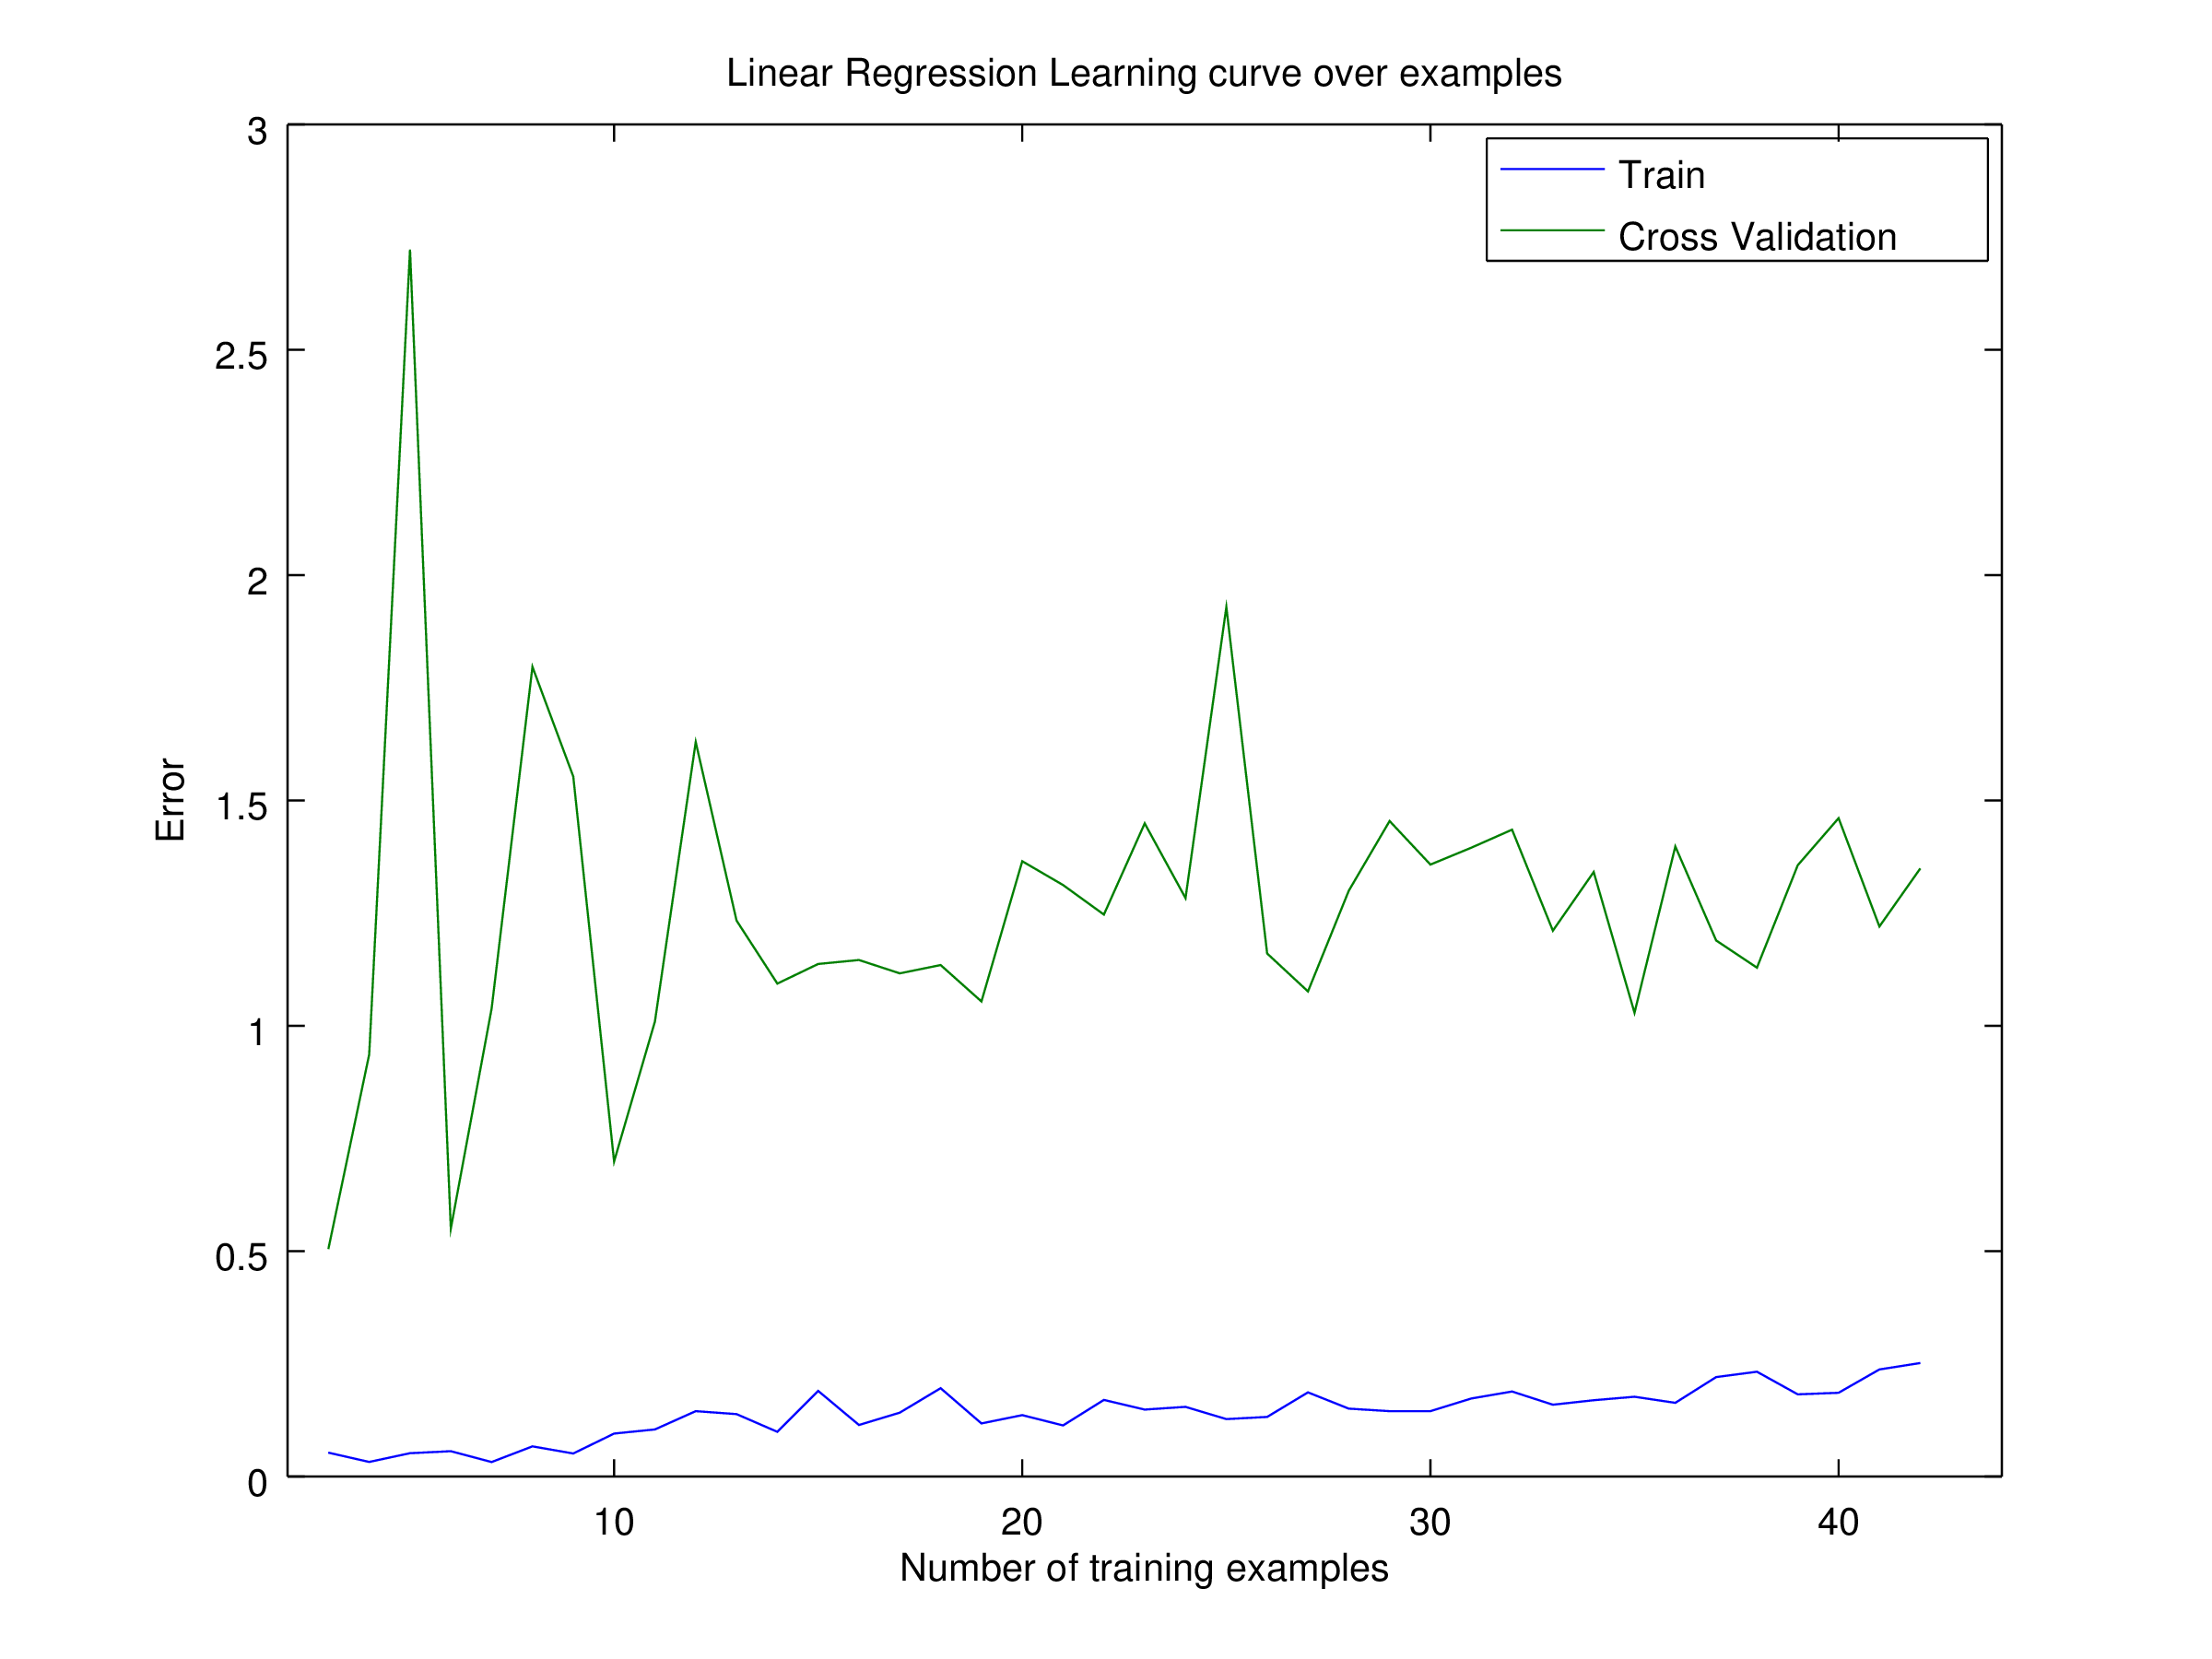 Linear Regression Learning curve over examples
3
Train
Cross Validation
2.5
2
1.5
1
0.5
0
Error
10 20 30 40
Number of training examples